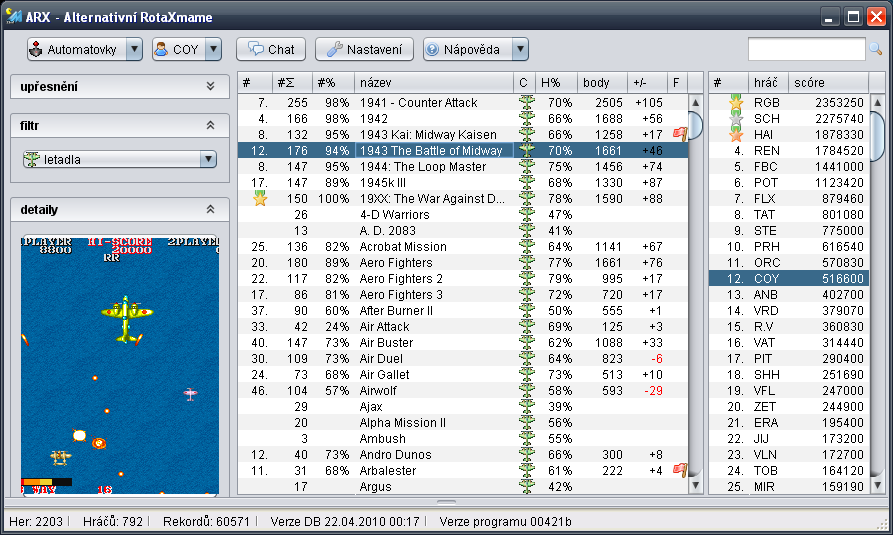 ARX - Alternativní RotaXmame
Automatovky COY Chat Nastavení Nápověda
upřesnění
filtr
letadla
detaily
1PLAYER HI-SCORE 2PLAYER
8800 20000 00
RR
16
# #Σ #% název C H% body +/- F
7. 255 98% 1941 - Counter Attack 70% 2505 +105
4. 166 98% 1942 66% 1688 +56
8. 132 95% 1943 Kai: Midway Kaisen 66% 1258 +17
12. 176 94% 1943 The Battle of Midway 70% 1661 +46
8. 147 95% 1944: The Loop Master 75% 1456 +74
17. 147 89% 1945k III 68% 1330 +87
150 100% 19XX: The War Against D... 78% 1590 +88
26 4-D Warriors 47%
13 A. D. 2083 41%
25. 136 82% Acrobat Mission 64% 1141 +67
20. 180 89% Aero Fighters 77% 1661 +76
22. 117 82% Aero Fighters 2 79% 995 +17
17. 86 81% Aero Fighters 3 72% 720 +17
37. 90 60% After Burner II 50% 555 +1
33. 42 24% Air Attack 69% 125 +3
40. 147 73% Air Buster 62% 1088 +33
30. 109 73% Air Duel 64% 823 -6
24. 73 68% Air Gallet 73% 513 +10
46. 104 57% Airwolf 58% 593 -29
29 Ajax 39%
20 Alpha Mission II 56%
3 Ambush 55%
12. 40 73% Andro Dunos 66% 300 +8
11. 31 68% Arbalester 61% 222 +4
17 Argus 42%
# hráč scóre
RGB 2353250
SCH 2275740
HAI 1878330
4. REN 1784520
5. FBC 1441000
6. POT 1123420
7. FLX 879460
8. TAT 801080
9. STE 775000
10. PRH 616540
11. ORC 570830
12. COY 516600
13. ANB 402700
14. VRD 379070
15. R.V 360830
16. VAT 314440
17. PIT 290400
18. SHH 251690
19. VFL 247000
20. ZET 244900
21. ERA 195400
22. JIJ 173200
23. VLN 172700
24. TOB 164120
25. MIR 159190
Her: 2203 Hráčů: 792 Rekordů: 60571 Verze DB 22.04.2010 00:17 Verze programu 00421b